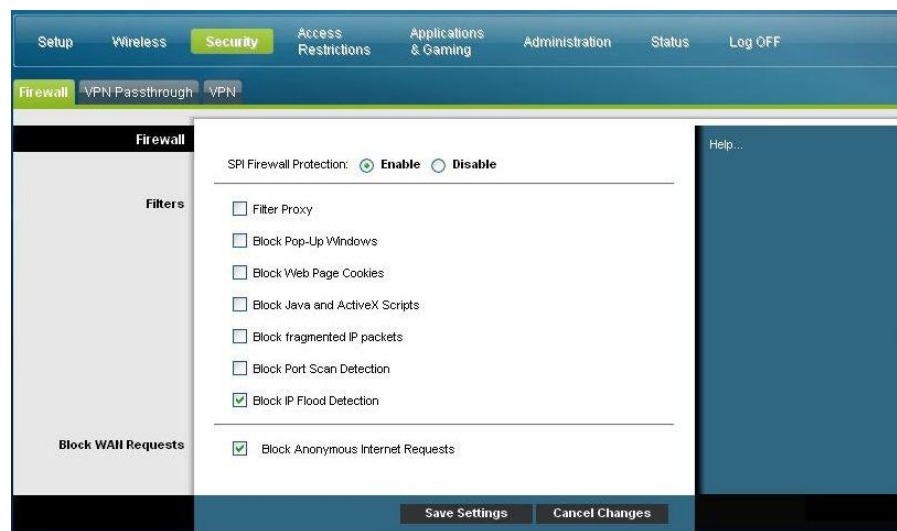 Setup Wireless Security Access Restrictions Applications & Gaming Administration Status Log OFF
Firewall VPN Passthrough VPN
Firewall
Help...
SPI Firewall Protection: Enable Disable
Filters
Filter Proxy
Block Pop-Up Windows
Block Web Page Cookies
Block Java and ActiveX Scripts
Block fragmented IP packets
Block Port Scan Detection
Block IP Flood Detection
Block WAN Requests
Block Anonymous Internet Requests
Save Settings Cancel Changes